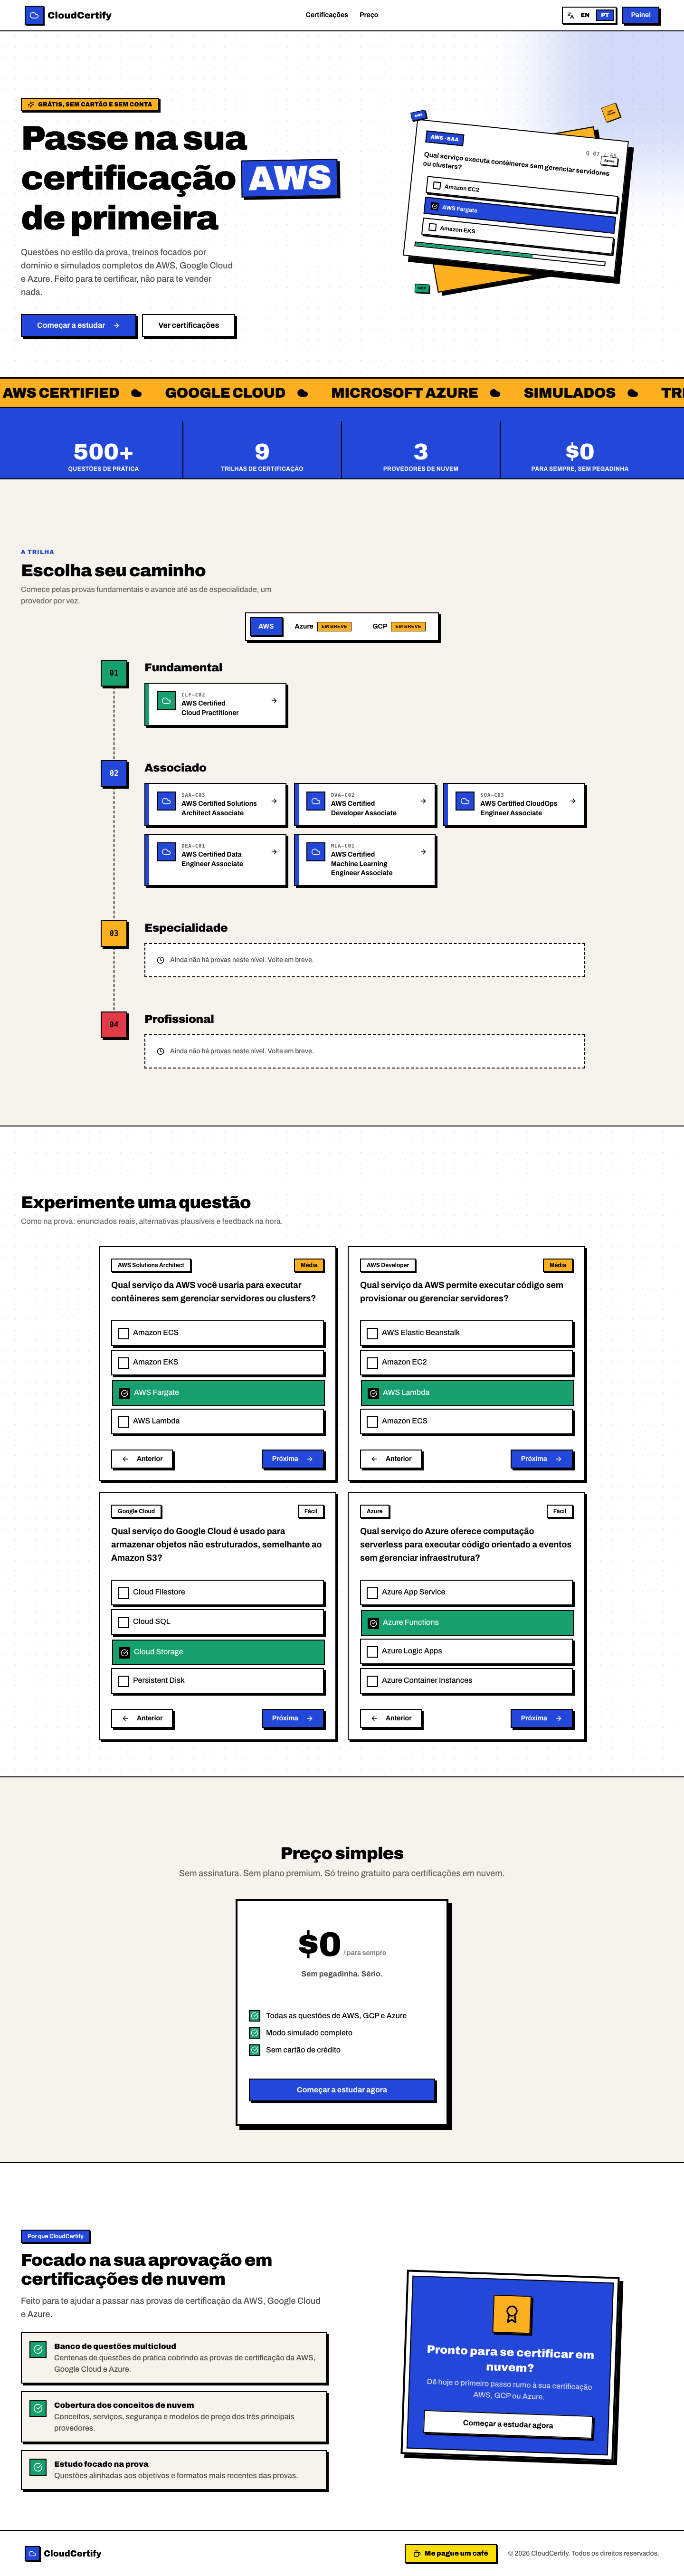 CloudCertify
Certificações Preço
EN PT Painel
GRÁTIS, SEM CARTÃO E SEM CONTA
Passe na sua
certificação AWS
de primeira
Questões no estilo da prova, treinos focados por
domínio e simulados completos de AWS, Google Cloud
e Azure. Feito para te certificar, não para te vender
nada.
Começar a estudar
Ver certificações
AWS
AWS · SAA
Q 07 / 65
Qual serviço executa contêineres sem gerenciar servidores
ou clusters?
Amazon EC2
AWS Fargate
Amazon EKS
GCP
AWS CERTIFIED GOOGLE CLOUD MICROSOFT AZURE SIMULADOS
500+
QUESTÕES DE PRÁTICA
9
TRILHAS DE CERTIFICAÇÃO
3
PROVEDORES DE NUVEM
$0
PARA SEMPRE, SEM PEGADINHA
A TRILHA
Escolha seu caminho
Comece pelas provas fundamentais e avance até as de especialidade, um
provedor por vez.
AWS Azure EM BREVE GCP EM BREVE
01
Fundamental
CLF-C02
AWS Certified
Cloud Practitioner
02
Associado
SAA-C03
AWS Certified Solutions
Architect Associate
DVA-C02
AWS Certified
Developer Associate
SOA-C03
AWS Certified CloudOps
Engineer Associate
DEA-C01
AWS Certified Data
Engineer Associate
MLA-C01
AWS Certified
Machine Learning
Engineer Associate
03
Especialidade
Ainda não há provas neste nível. Volte em breve.
04
Profissional
Ainda não há provas neste nível. Volte em breve.
Experimente uma questão
Como na prova: enunciados reais, alternativas plausíveis e feedback na hora.
AWS Solutions Architect Média
Qual serviço da AWS você usaria para executar
contêineres sem gerenciar servidores ou clusters?
Amazon ECS
Amazon EKS
AWS Fargate
AWS Lambda
Anterior Próxima
AWS Developer Média
Qual serviço da AWS permite executar código sem
provisionar ou gerenciar servidores?
AWS Elastic Beanstalk
Amazon EC2
AWS Lambda
Amazon ECS
Anterior Próxima
Google Cloud Fácil
Qual serviço do Google Cloud é usado para
armazenar objetos não estruturados, semelhante ao
Amazon S3?
Cloud Filestore
Cloud SQL
Cloud Storage
Persistent Disk
Anterior Próxima
Azure Fácil
Qual serviço do Azure oferece computação
serverless para executar código orientado a eventos
sem gerenciar infraestrutura?
Azure App Service
Azure Functions
Azure Logic Apps
Azure Container Instances
Anterior Próxima
Preço simples
Sem assinatura. Sem plano premium. Só treino gratuito para certificações em nuvem.
$0 / para sempre
Sem pegadinha. Sério.
Todas as questões de AWS, GCP e Azure
Modo simulado completo
Sem cartão de crédito
Começar a estudar agora
Por que CloudCertify
Focado na sua aprovação em
certificações de nuvem
Feito para te ajudar a passar nas provas de certificação da AWS, Google Cloud
e Azure.
Banco de questões multicloud
Centenas de questões de prática cobrindo as provas de certificação da AWS,
Google Cloud e Azure.
Cobertura dos conceitos de nuvem
Conceitos, serviços, segurança e modelos de preço dos três principais
provedores.
Estudo focado na prova
Questões alinhadas aos objetivos e formatos mais recentes das provas.
Pronto para se certificar em
nuvem?
Dê hoje o primeiro passo rumo à sua certificação
AWS, GCP ou Azure.
Começar a estudar agora
CloudCertify
Me pague um café
© 2026 CloudCertify. Todos os direitos reservados.